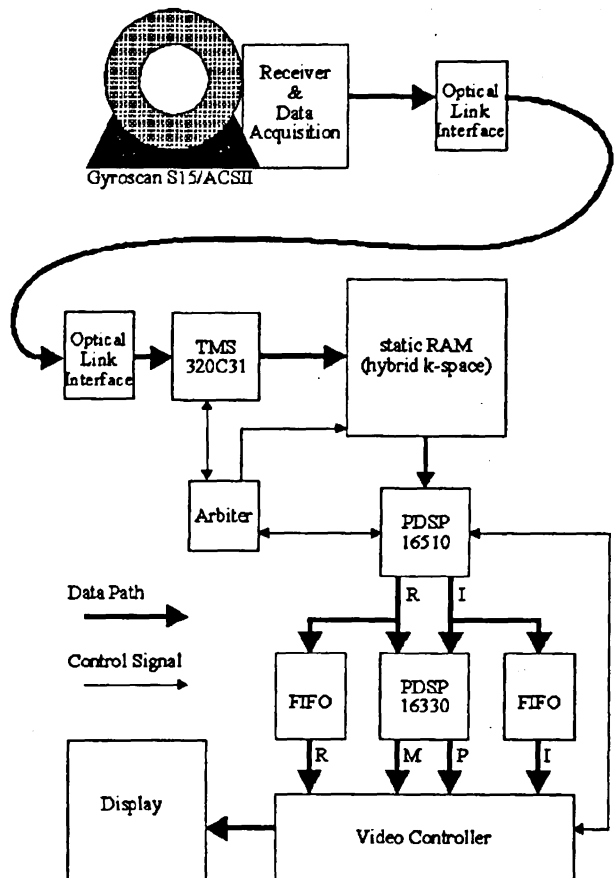 Receiver
&
Data
Acquisition
Optical
Link
Interface
Gyroscan S15/ACSII
Optical
Link
Interface
TMS
320C31
static RAM
(hybrid k-space)
Arbiter
PDSP
16510
Data Path
R
I
Control Signal
FIFO
PDSP
16330
FIFO
R
M
P
I
Display
Video Controller